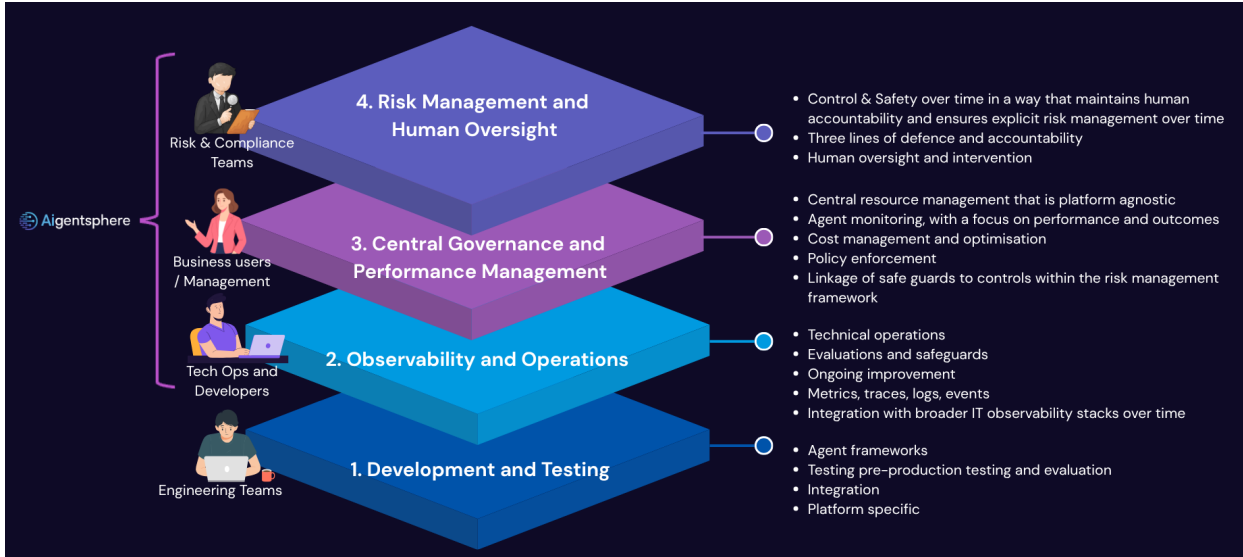 4. Risk Management and
Human Oversight
Risk & Compliance
Teams
• Control & Safety over time in a way that maintains human
accountability and ensures explicit risk management over time
• Three lines of defence and accountability
• Human oversight and intervention
Aigentsphere
3. Central Governance and
Performance Management
Business users
/ Management
• Central resource management that is platform agnostic
• Agent monitoring, with a focus on performance and outcomes
• Cost management and optimisation
• Policy enforcement
• Linkage of safe guards to controls within the risk management
framework
2. Observability and Operations
Tech Ops and
Developers
• Technical operations
• Evaluations and safeguards
• Ongoing improvement
• Metrics, traces, logs, events
• Integration with broader IT observability stacks over time
1. Development and Testing
Engineering Teams
• Agent frameworks
• Testing pre-production testing and evaluation
• Integration
• Platform specific